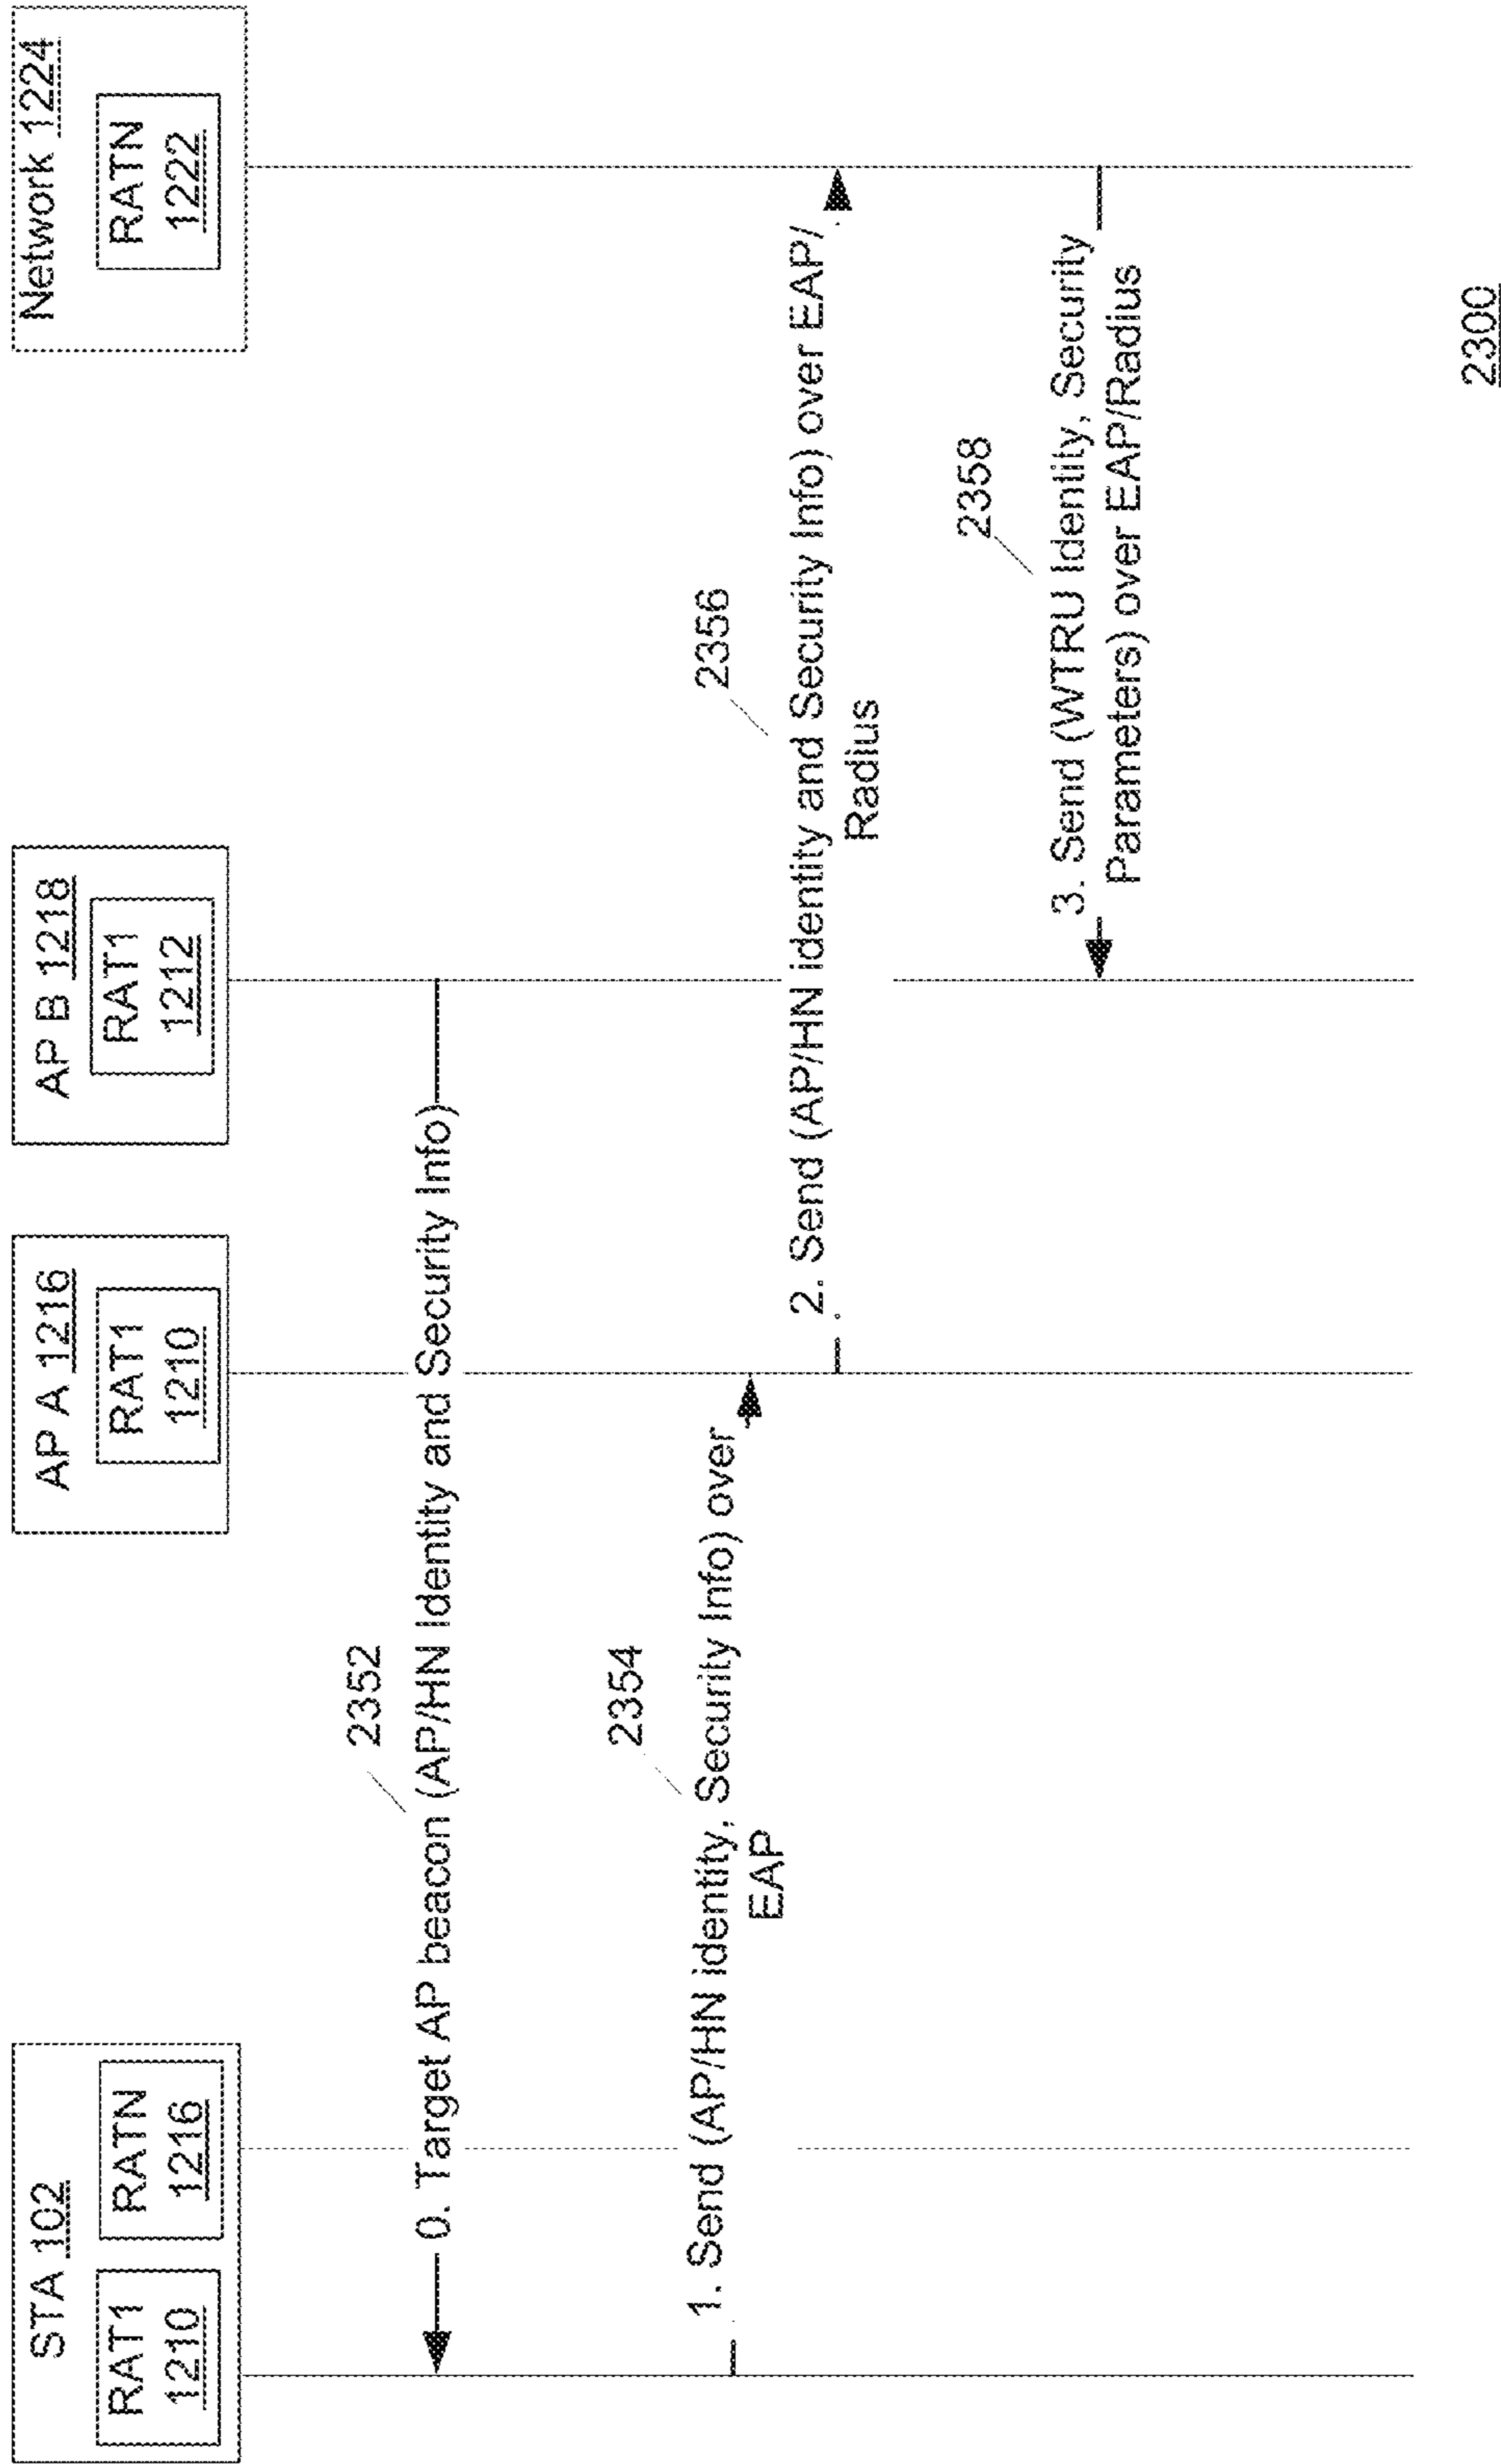 STA 102
RAT1
1210
RATN
1216
AP A 1216
RAT1
1210
AP B 1218
RAT1
1212
Network 1224
RATN
1222
2352
0. Target AP beacon (AP/HN Identity and Security Info)
2354
1. Send (AP/HN identity, Security Info) over
EAP
2356
2. Send (AP/HN identity and Security Info) over EAP/
Radius
2358
3. Send (WTRU Identity, Security
Parameters) over EAP/Radius
2300